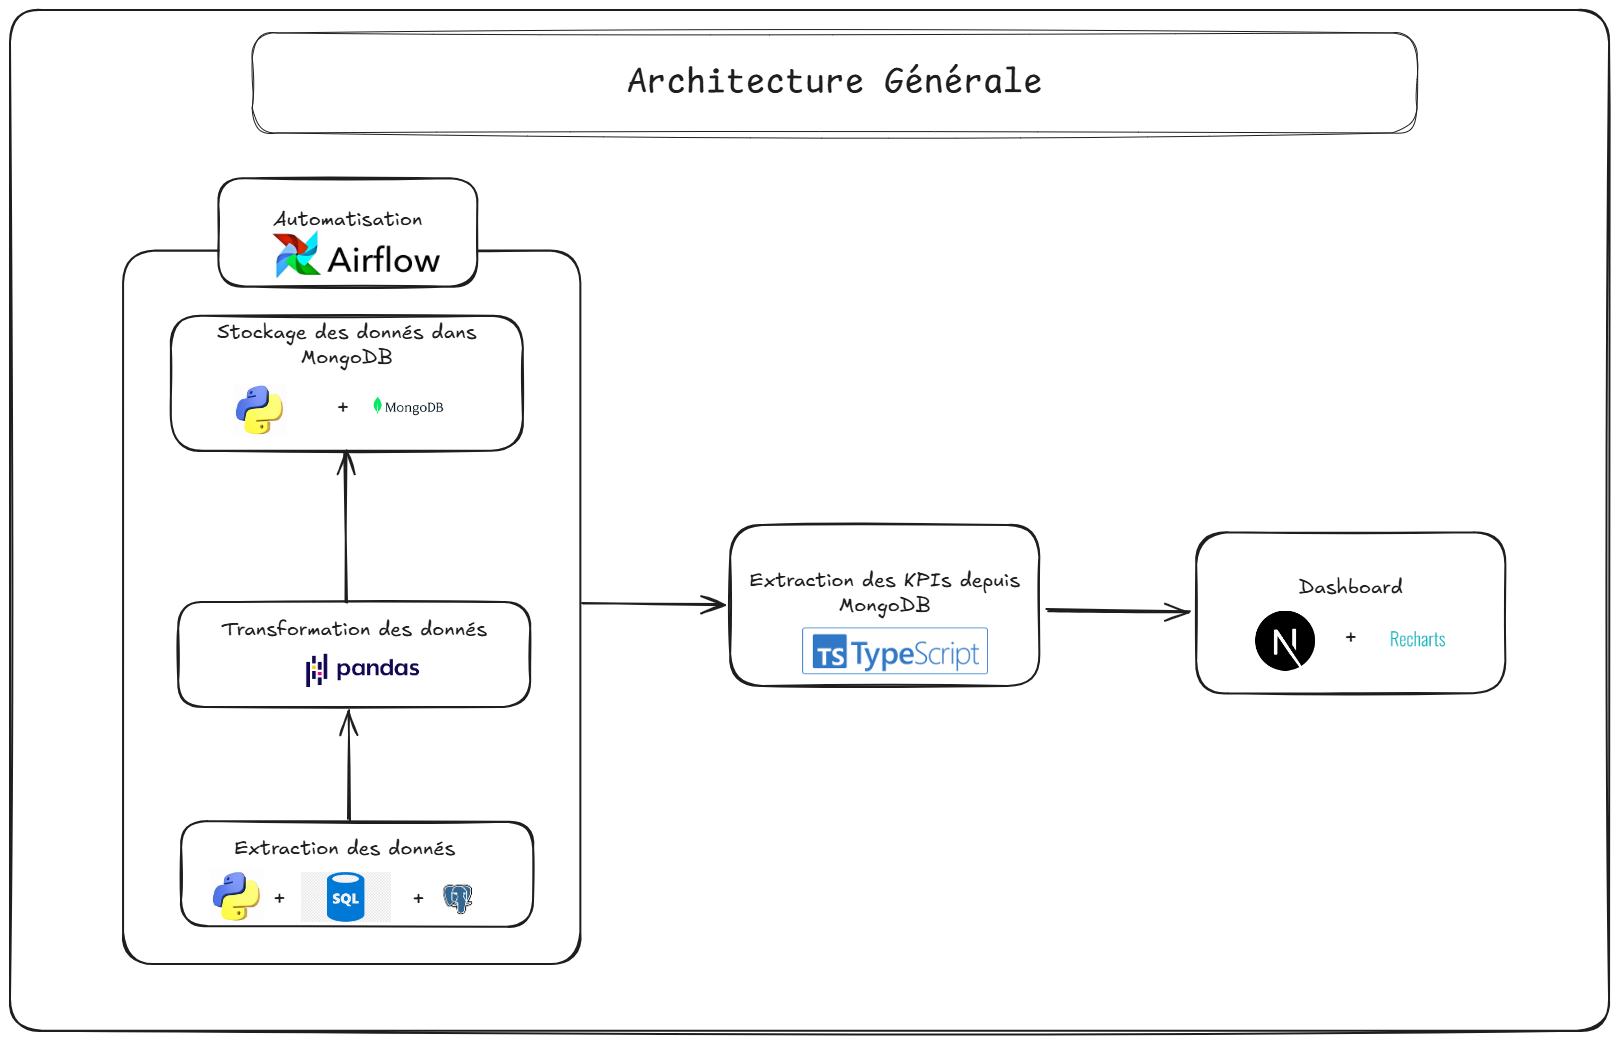 Architecture Générale
Automatisation
Airflow
Stockage des donnés dans
MongoDB
+
MongoDB
Transformation des donnés
pandas
Extraction des donnés
+
SQL
+
Extraction des KPIs depuis
MongoDB
TS TypeScript
Dashboard
N
+
Recharts